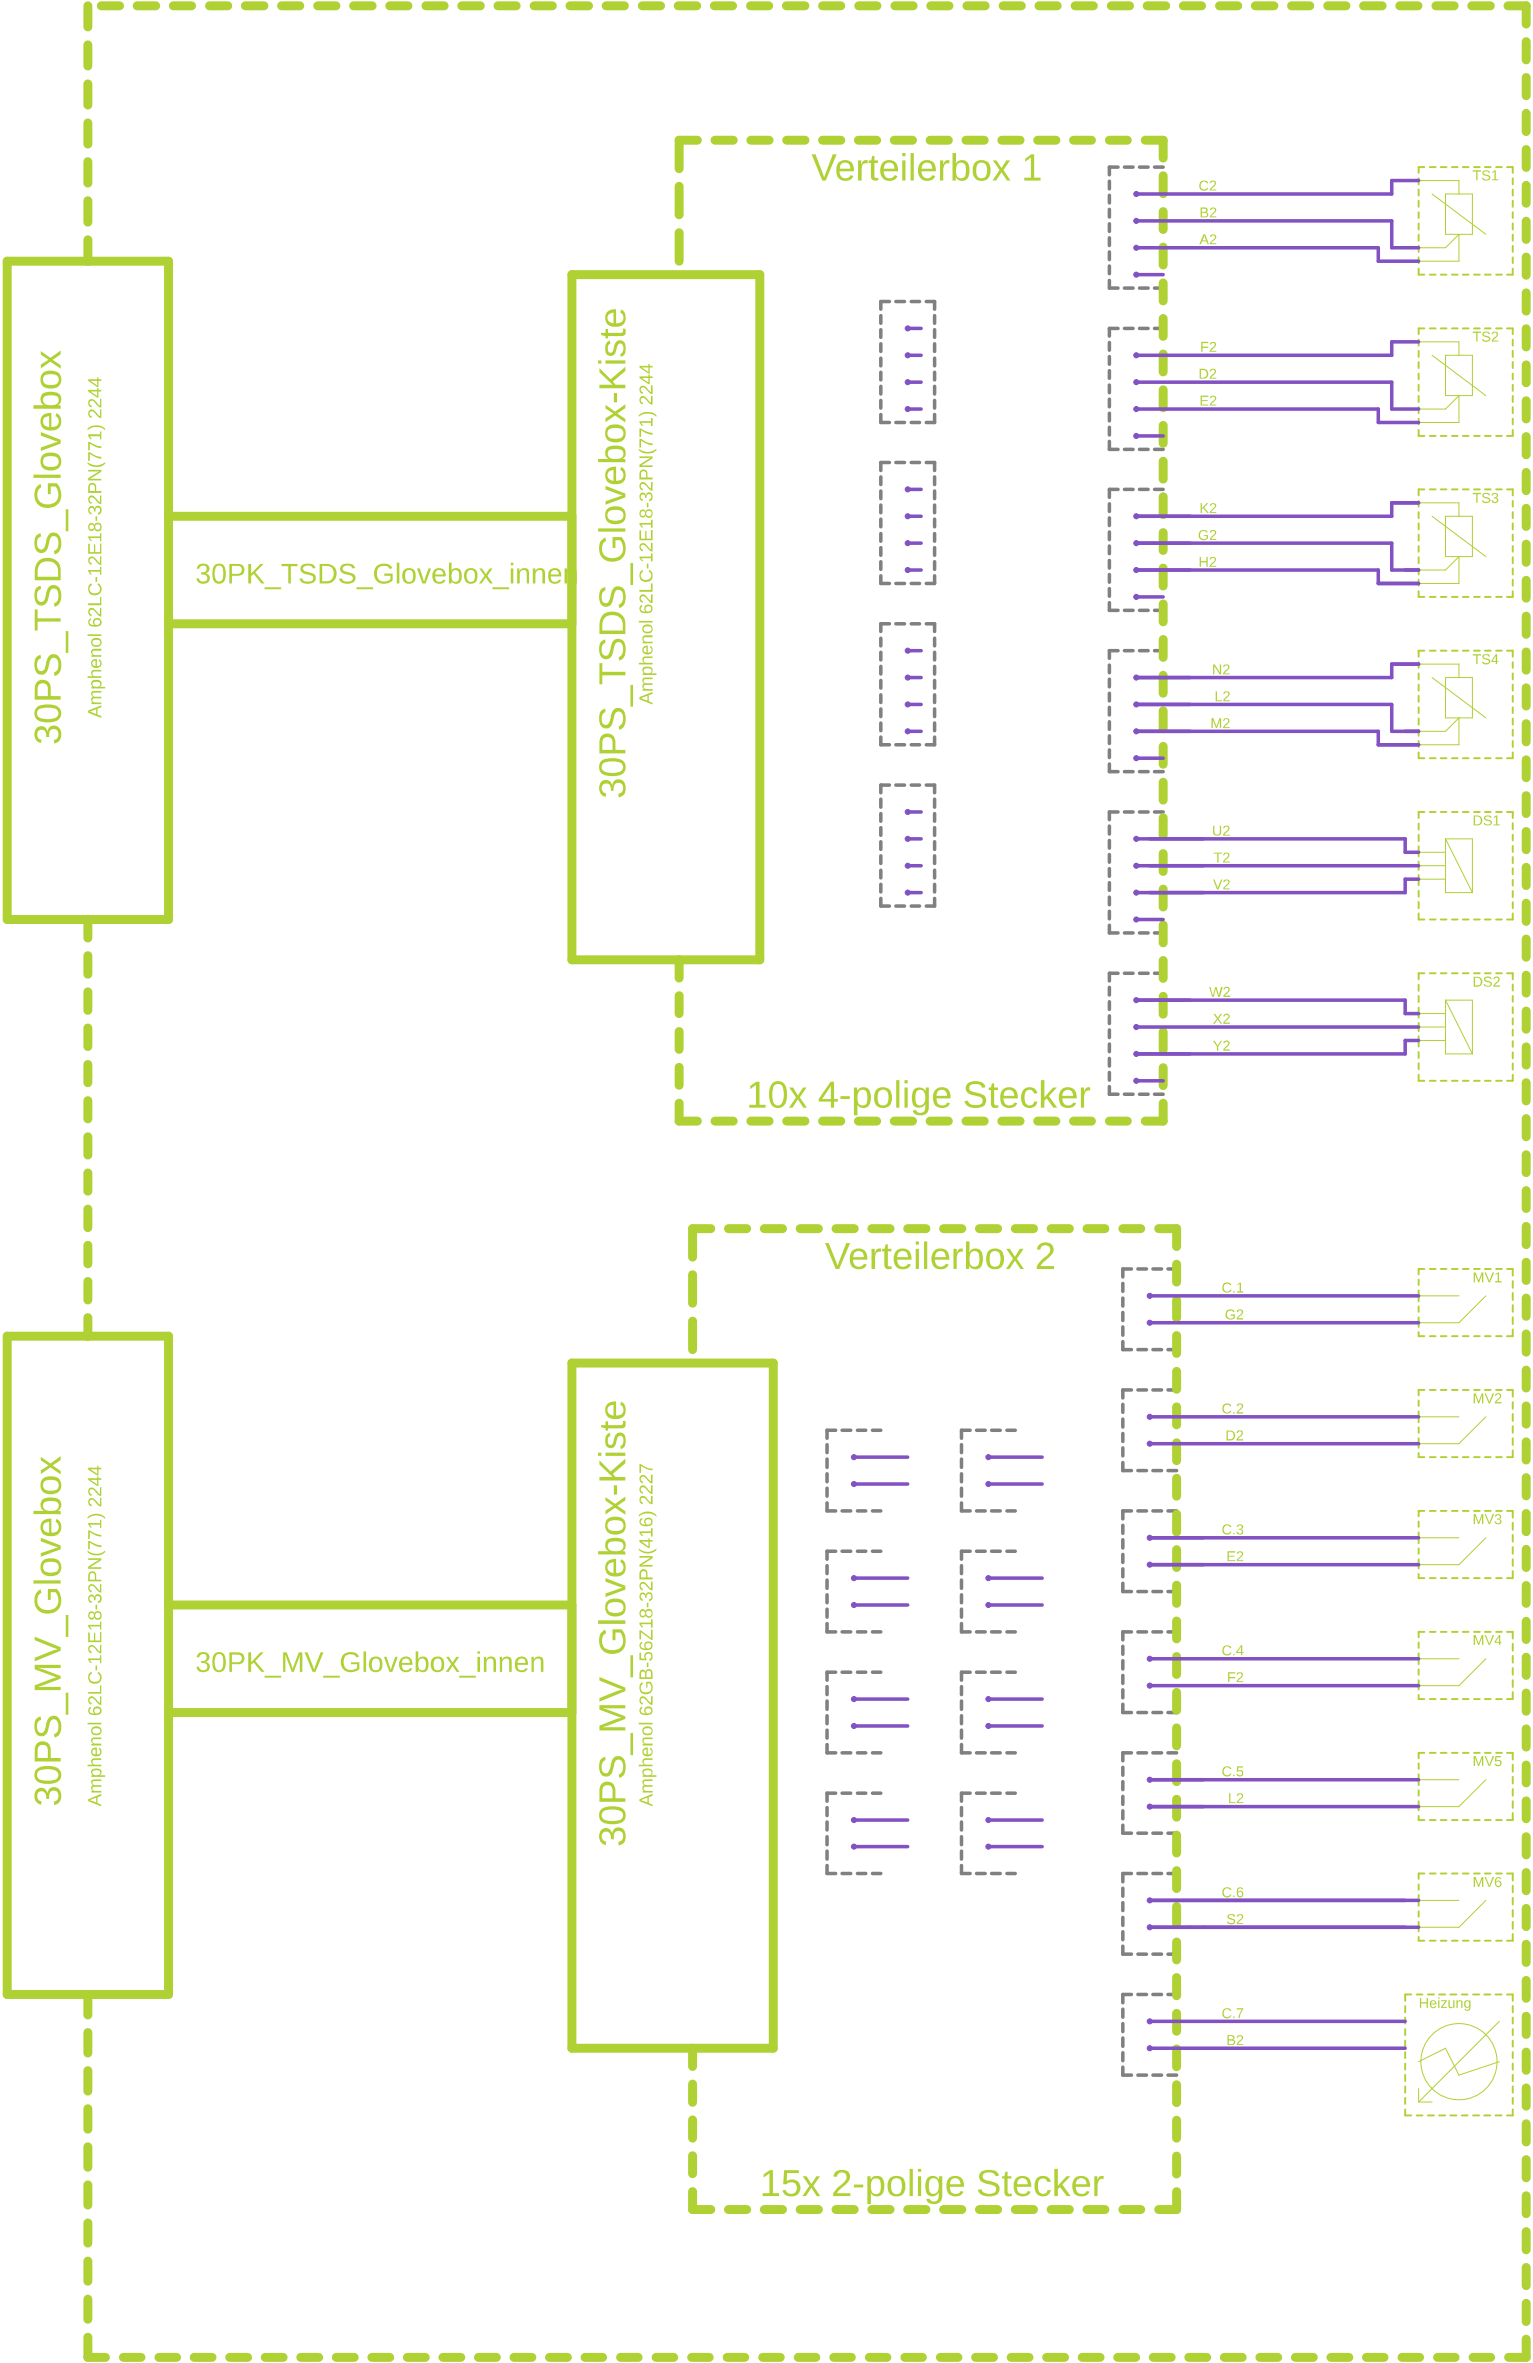 Verteilerbox 1
30PS_TSDS_Glovebox
Amphenol 62LC-12E18-32PN(771) 2244
30PK_TSDS_Glovebox_innen
30PS_TSDS_Glovebox-Kiste
Amphenol 62LC-12E18-32PN(771) 2244
C2
B2
A2
TS1
F2
D2
E2
TS2
K2
G2
H2
TS3
N2
L2
M2
TS4
U2
T2
V2
DS1
W2
X2
Y2
DS2
10x 4-polige Stecker
Verteilerbox 2
30PS_MV_Glovebox
Amphenol 62LC-12E18-32PN(771) 2244
30PK_MV_Glovebox_innen
30PS_MV_Glovebox-Kiste
Amphenol 62GB-56Z18-32PN(416) 2227
C.1
G2
MV1
C.2
D2
MV2
C.3
E2
MV3
C.4
F2
MV4
C.5
L2
MV5
C.6
S2
MV6
C.7
B2
Heizung
15x 2-polige Stecker